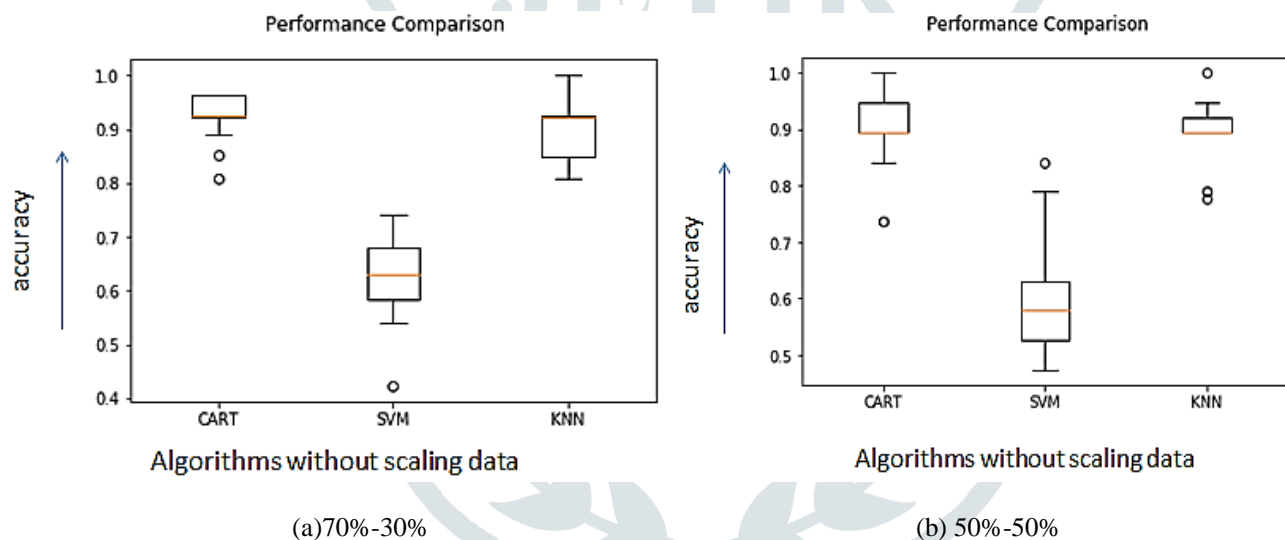 Performance Comparison
accuracy
1.0
0.9
0.8
0.7
0.6
0.5
0.4
CART SVM KNN
Algorithms without scaling data
(a)70%-30%
Performance Comparison
accuracy
1.0
0.9
0.8
0.7
0.6
0.5
CART SVM KNN
Algorithms without scaling data
(b) 50%-50%